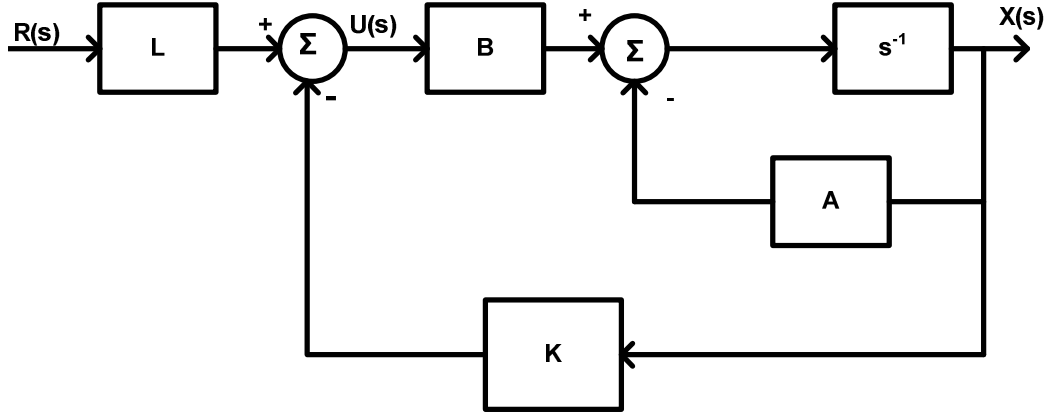 R(s)
L
+
Σ
-
U(s)
B
+
Σ
-
s⁻¹
X(s)
A
K